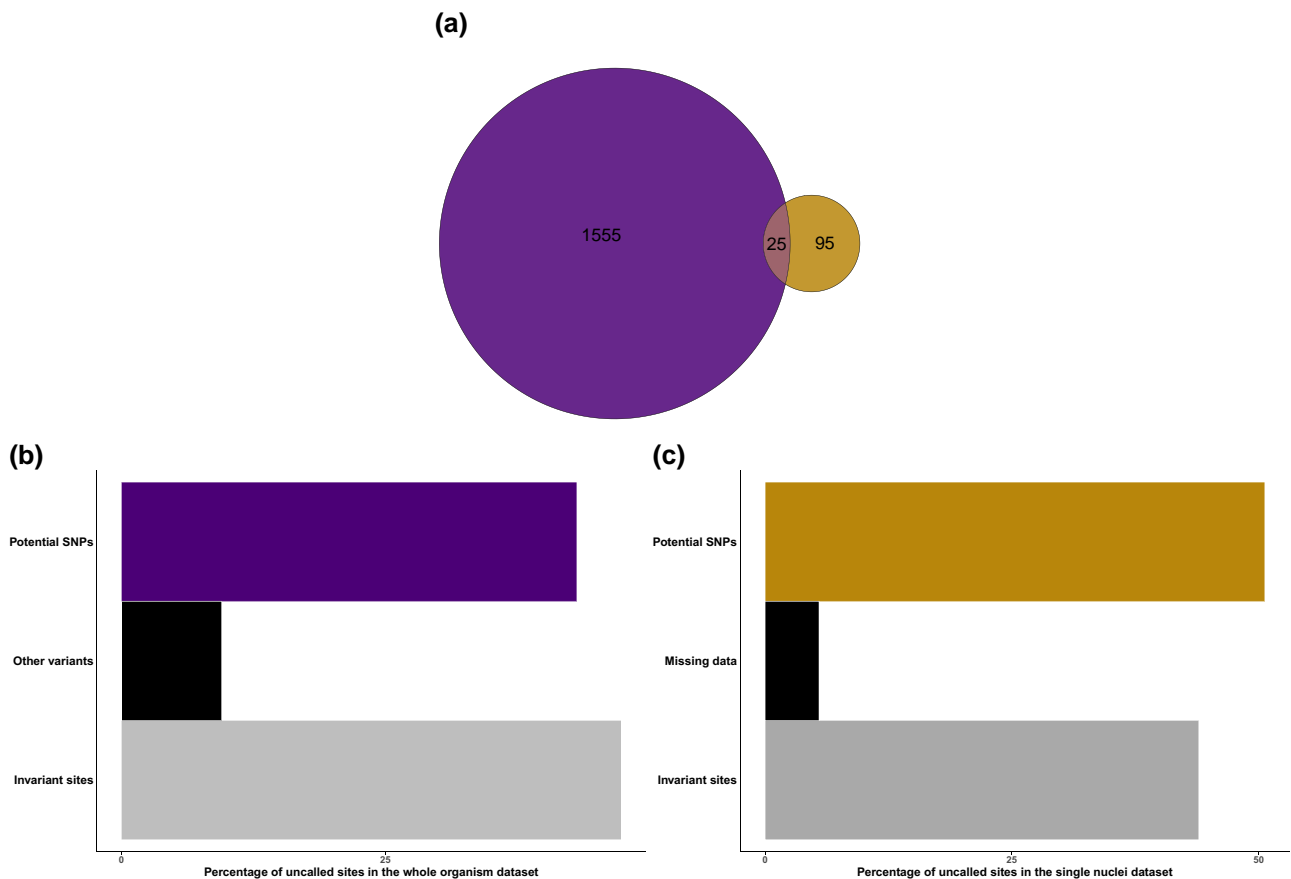 (a)
1555
25
95
(b)
Potential SNPs
Other variants
Invariant sites
0
25
Percentage of uncalled sites in the whole organism dataset
(c)
Potential SNPs
Missing data
Invariant sites
0
25
50
Percentage of uncalled sites in the single nuclei dataset